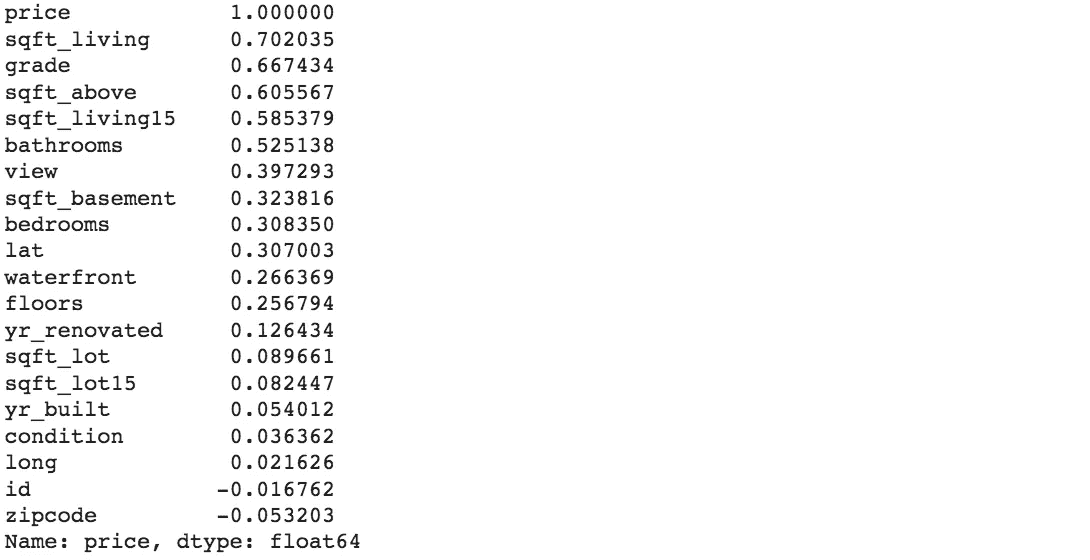 price            1.000000
sqft_living      0.702035
grade            0.667434
sqft_above       0.605567
sqft_living15    0.585379
bathrooms        0.525138
view             0.397293
sqft_basement    0.323816
bedrooms         0.308350
lat              0.307003
waterfront       0.266369
floors           0.256794
yr_renovated     0.126434
sqft_lot         0.089661
sqft_lot15       0.082447
yr_built         0.054012
condition        0.036362
long             0.021626
id              -0.016762
zipcode         -0.053203
Name: price, dtype: float64